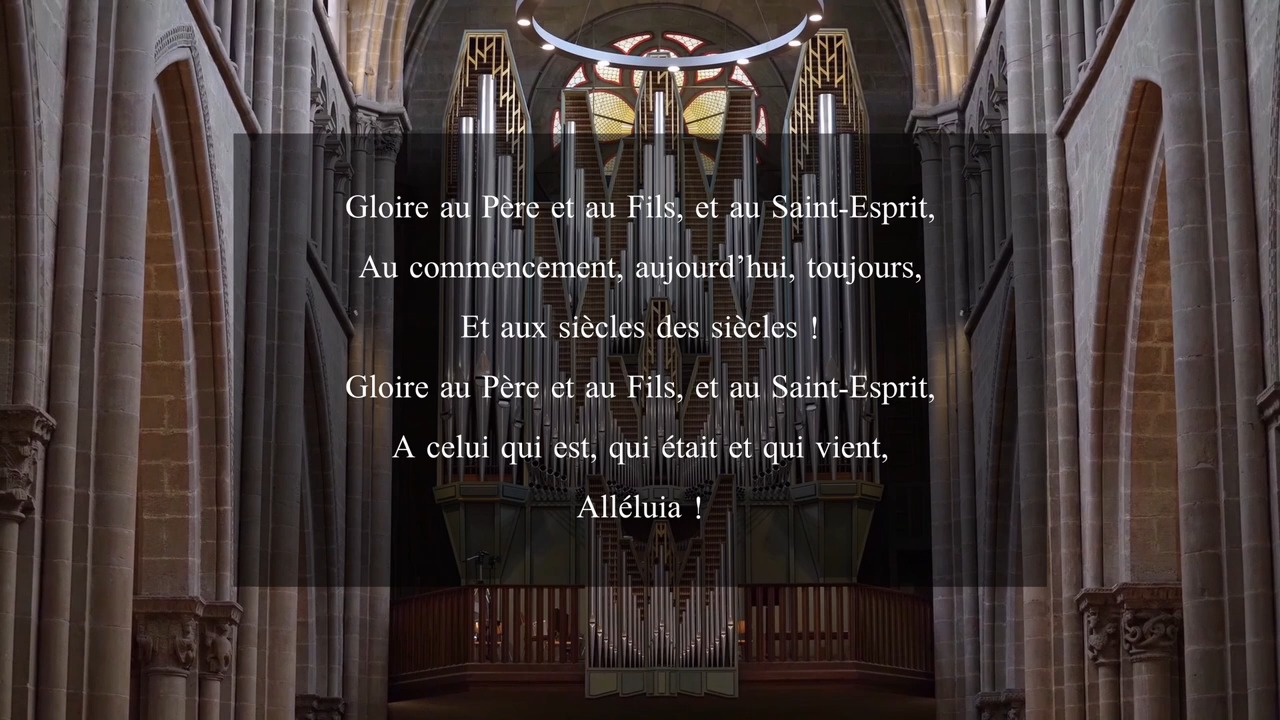 Gloire au Père et au Fils, et au Saint-Esprit,
Au commencement, aujourd’hui, toujours,
Et aux siècles des siècles !
Gloire au Père et au Fils, et au Saint-Esprit,
A celui qui est, qui était et qui vient,
Alléluia !